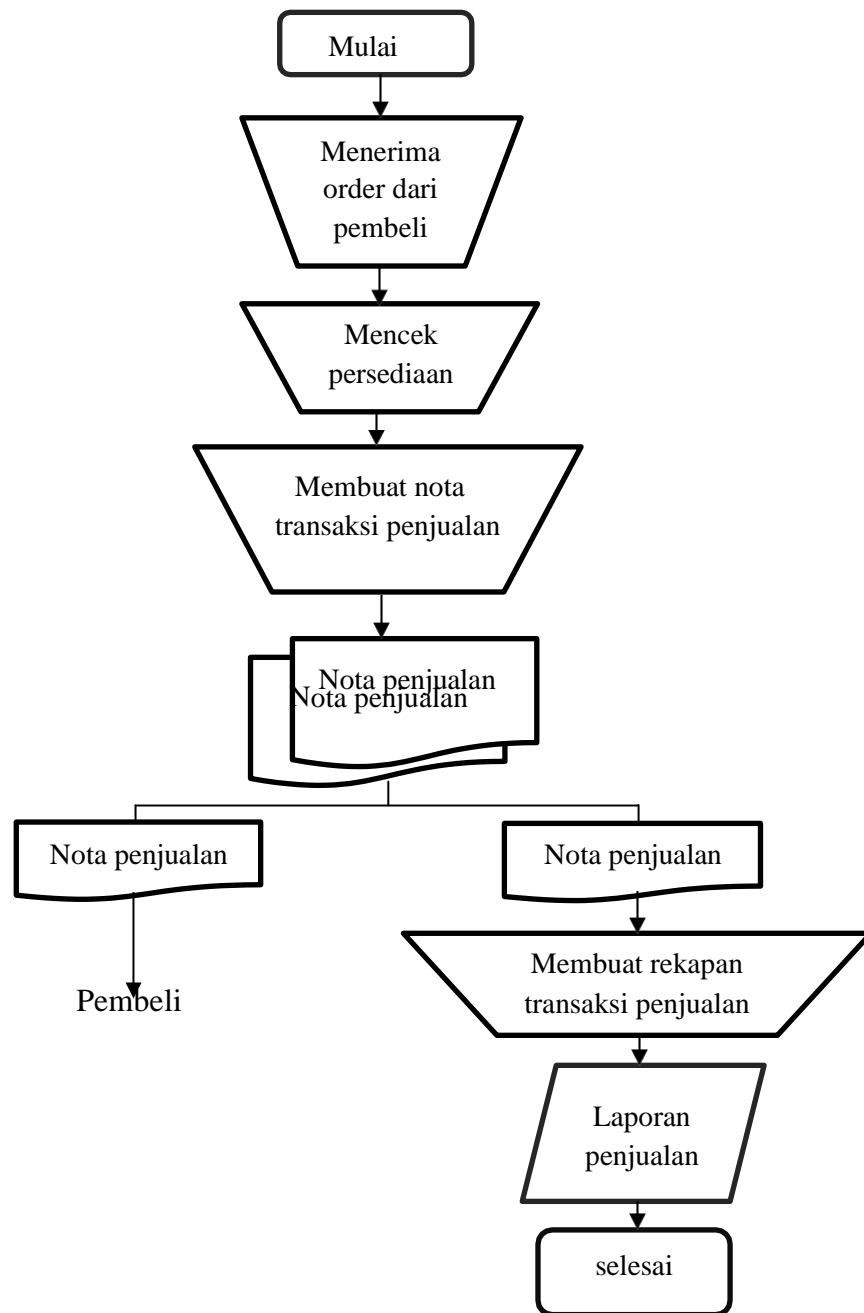 Mulai
Menerima
order dari
pembeli
Mencek
persediaan
Membuat nota
transaksi penjualan
Nota penjualan
Nota penjualan
Nota penjualan
Nota penjualan
Membuat rekapan
transaksi penjualan
Pembeli
Laporan
penjualan
selesai